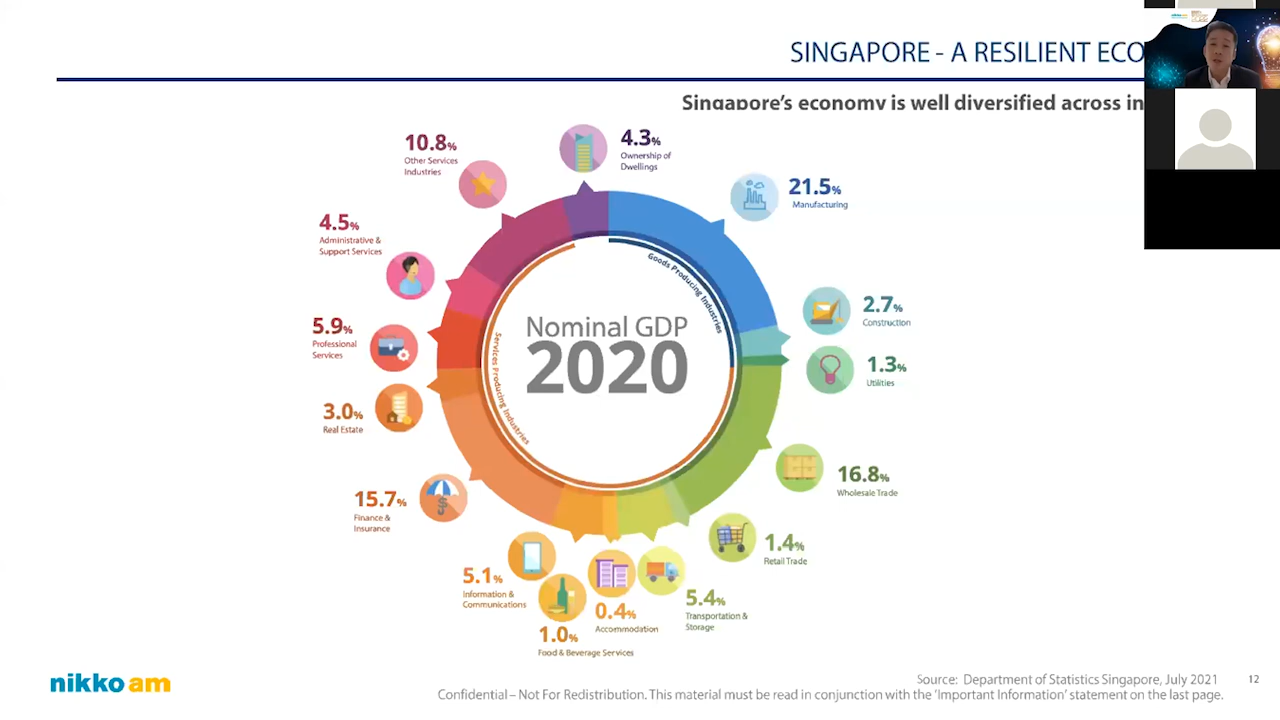 SINGAPORE - A RESILIENT ECO
Singapore's economy is well diversified across in
nikko am
4.3%
Ownership of
Dwellings
21.5%
Manufacturing
2.7%
Construction
1.3%
Utilities
16.8%
Wholesale Trade
1.4%
Retail Trade
5.4%
Transportation &
Storage
0.4%
Accommodation
1.0%
Food & Beverage Services
5.1%
Information &
Communications
15.7%
Finance &
Insurance
3.0%
Real Estate
5.9%
Professional
Services
4.5%
Administrative &
Support Services
10.8%
Other Services
Industries
Goods Producing Industries
Services Producing Industries
Nominal GDP
2020
nikko am
Source: Department of Statistics Singapore, July 2021
12
Confidential – Not For Redistribution. This material must be read in conjunction with the 'Important Information' statement on the last page.